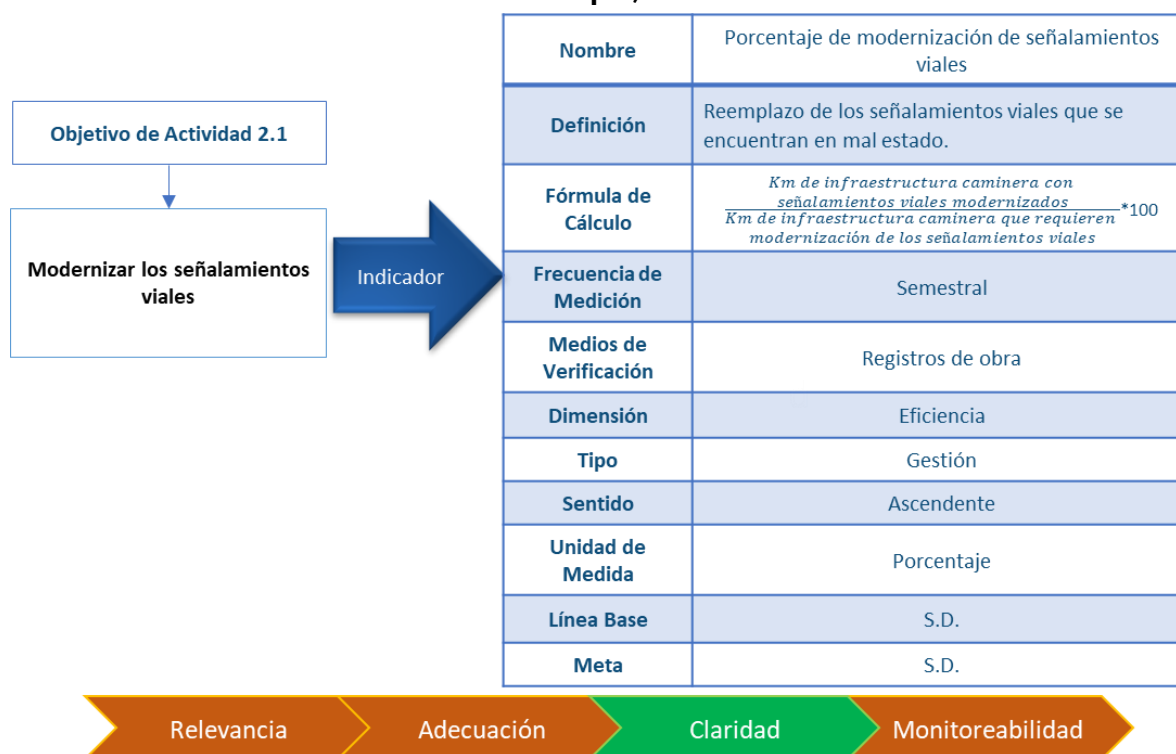 Nombre
Porcentaje de modernización de señalamientos
viales
Objetivo de Actividad 2.1
Definición
Reemplazo de los señalamientos viales que se
encuentran en mal estado.
Fórmula de
Cálculo
Km de infraestructura caminera con
señalamientos viales modernizados
Km de infraestructura caminera que requieren
modernización de los señalamientos viales
*100
Modernizar los señalamientos
viales
Indicador
Frecuencia de
Medición
Semestral
Medios de
Verificación
Registros de obra
Dimensión
Eficiencia
Tipo
Gestión
Sentido
Ascendente
Unidad de
Medida
Porcentaje
Línea Base
S.D.
Meta
S.D.
Relevancia
Adecuación
Claridad
Monitoreabilidad